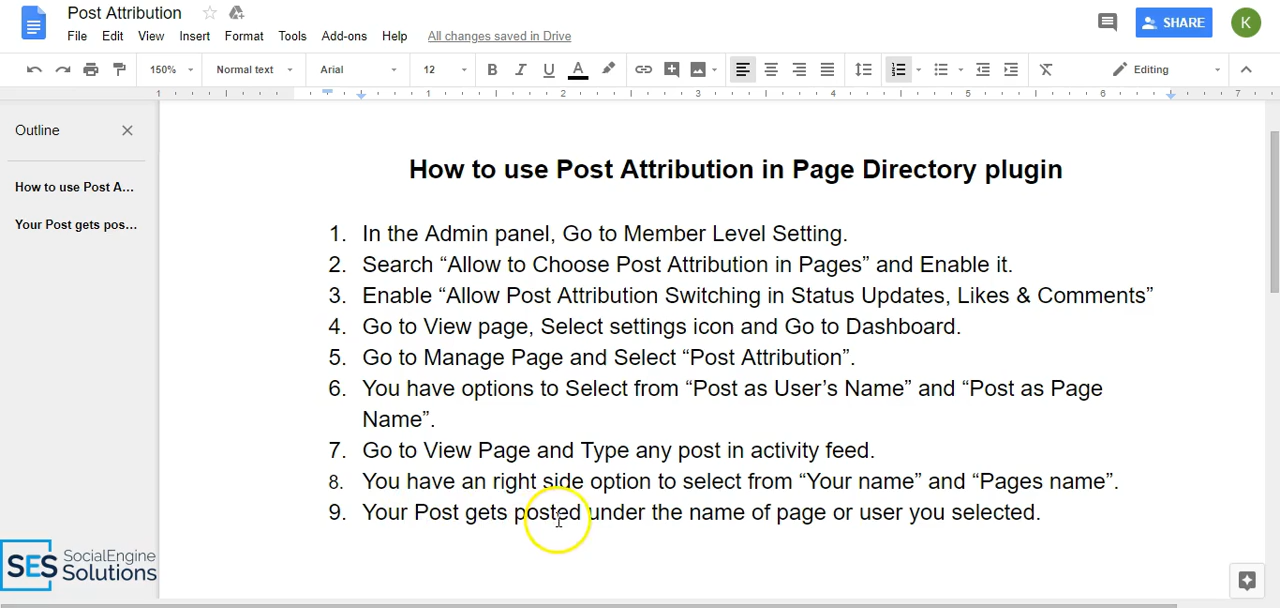 Post Attribution
File Edit View Insert Format Tools Add-ons Help All changes saved in Drive
SHARE
K
150% Normal text Arial 12 B I U A Editing
1 1 2 3 4 5 6 7
Outline
How to use Post A...
Your Post gets pos...
How to use Post Attribution in Page Directory plugin
1. In the Admin panel, Go to Member Level Setting.
2. Search “Allow to Choose Post Attribution in Pages” and Enable it.
3. Enable “Allow Post Attribution Switching in Status Updates, Likes & Comments”
4. Go to View page, Select settings icon and Go to Dashboard.
5. Go to Manage Page and Select “Post Attribution”.
6. You have options to Select from “Post as User’s Name” and “Post as Page
Name”.
7. Go to View Page and Type any post in activity feed.
8. You have an right side option to select from “Your name” and “Pages name”.
9. Your Post gets posted under the name of page or user you selected.
SES SocialEngine
Solutions